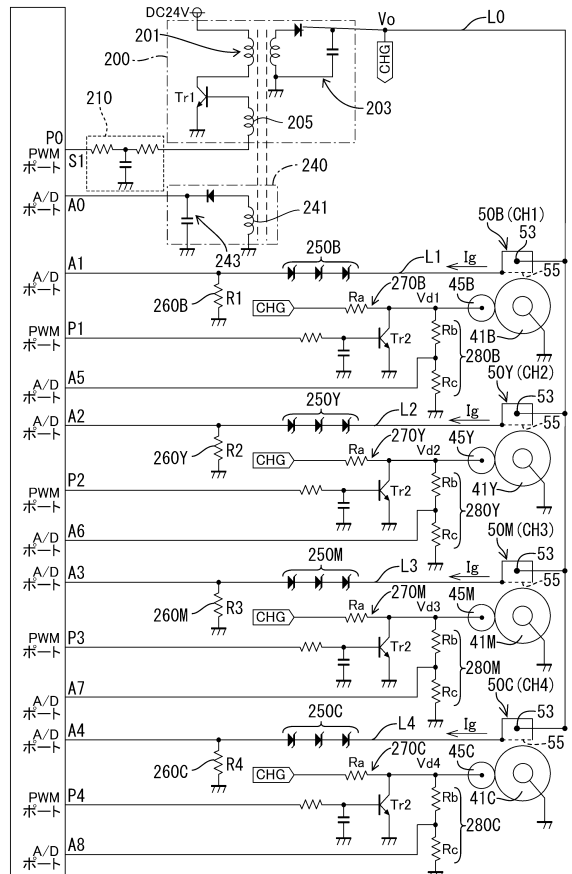 DC24V
Vo
L0
201
200
CHG
Tr1
203
210
205
P0
PWM
ポート
S1
240
A/D
ポート
A0
241
243
50B(CH1)
53
250B
A1
L1
Ig
55
A/D
ポート
270B
45B
260B
R1
CHG
Ra
Vd1
41B
PWM
ポート
P1
Tr2
Rb
280B
Rc
A/D
ポート
A5
50Y(CH2)
53
250Y
A2
L2
Ig
55
A/D
ポート
270Y
45Y
260Y
R2
CHG
Ra
Vd2
41Y
PWM
ポート
P2
Tr2
Rb
280Y
Rc
A/D
ポート
A6
50M(CH3)
53
250M
A3
L3
Ig
55
A/D
ポート
270M
45M
260M
R3
CHG
Ra
Vd3
41M
PWM
ポート
P3
Tr2
Rb
280M
Rc
A/D
ポート
A7
50C(CH4)
53
250C
A4
L4
Ig
55
A/D
ポート
270C
45C
260C
R4
CHG
Ra
Vd4
41C
PWM
ポート
P4
Tr2
Rb
280C
Rc
A/D
ポート
A8